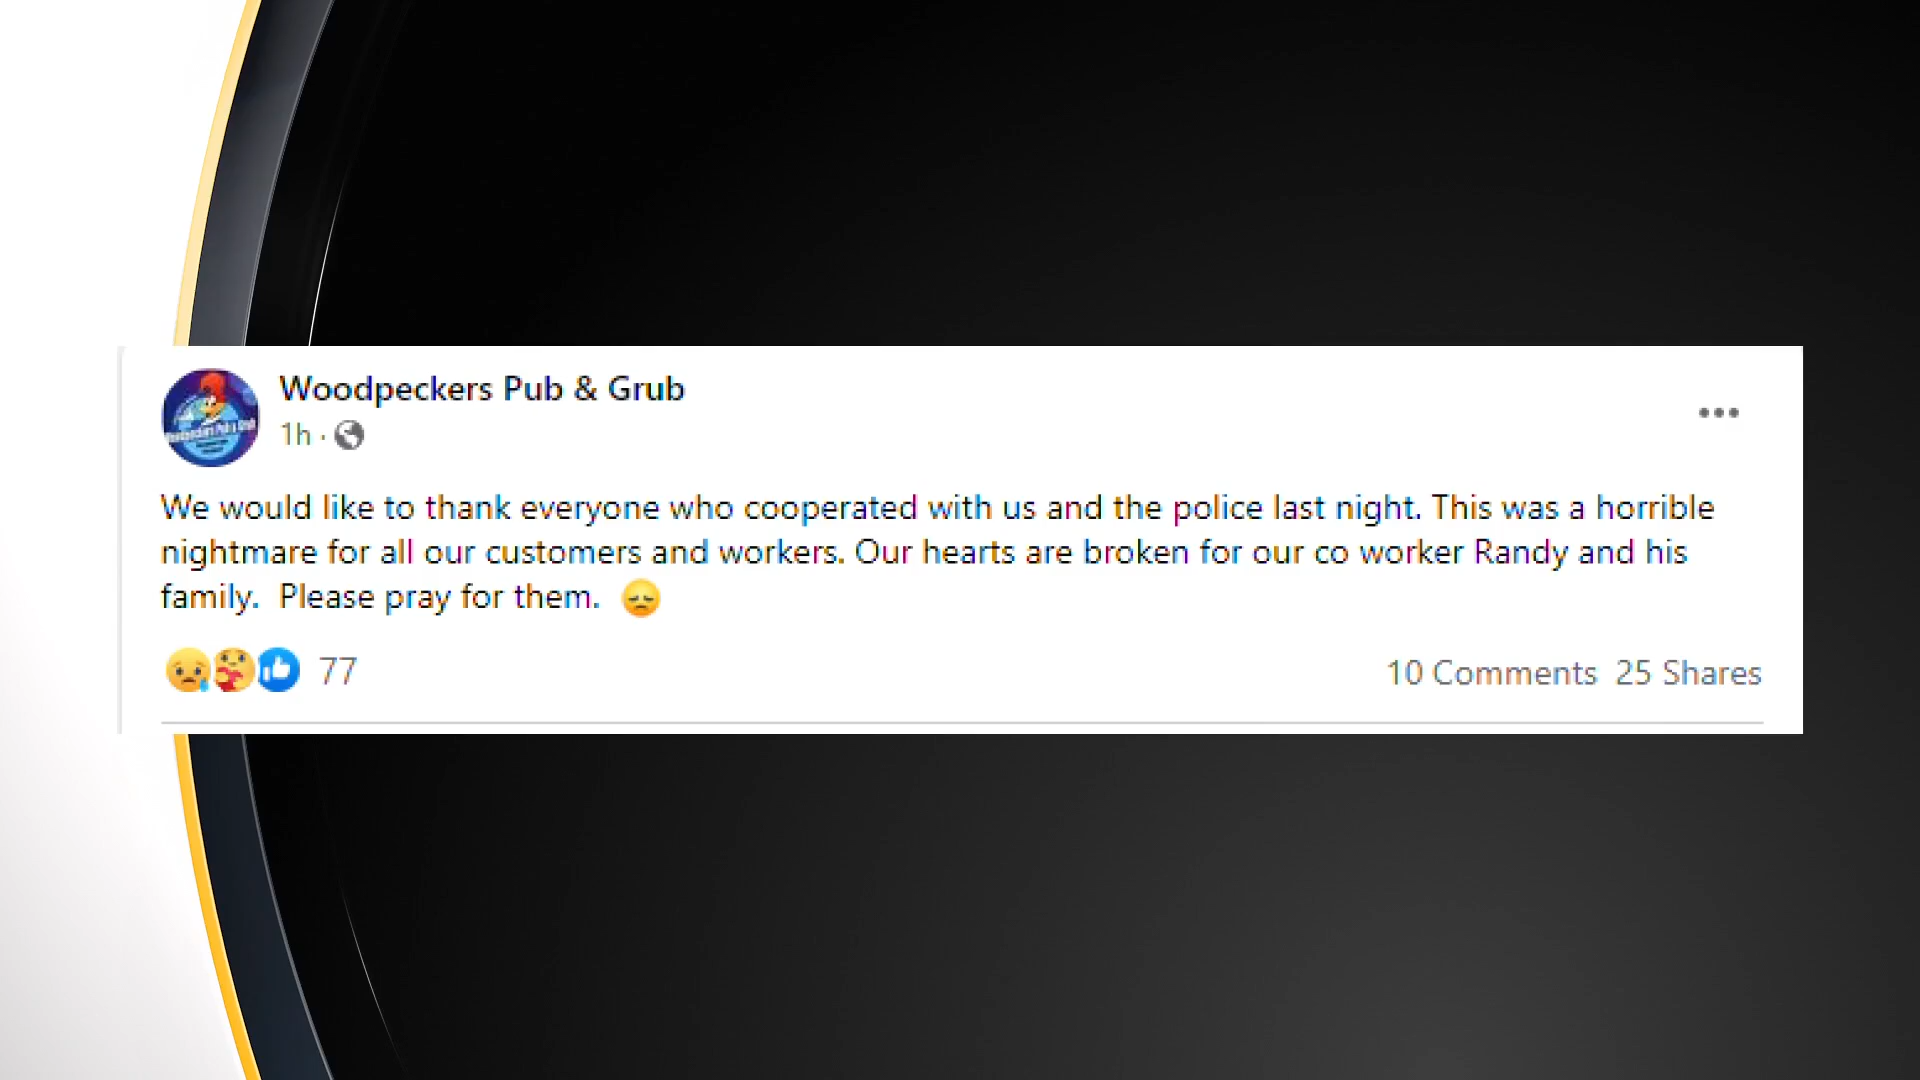 Woodpeckers Pub & Grub
1h ·
We would like to thank everyone who cooperated with us and the police last night. This was a horrible
nightmare for all our customers and workers. Our hearts are broken for our co worker Randy and his
family.  Please pray for them. 😞
77
10 Comments 25 Shares